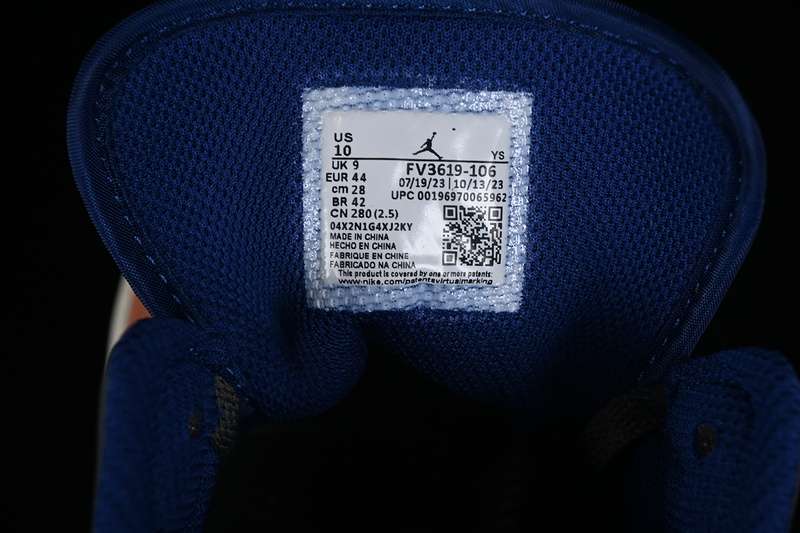 US
10
YS
UK 9
FV3619-106
EUR 44
07/19/23 | 10/13/23
cm 28
UPC 00196970065962
BR 42
CN 280 (2.5)
04X2N1G4XJ2KY
MADE IN CHINA
HECHO EN CHINA
FABRIQUE EN CHINE
FABRICADO NA CHINA
This product is covered by one or more patents:
www.nike.com/patentsvirtualmarking